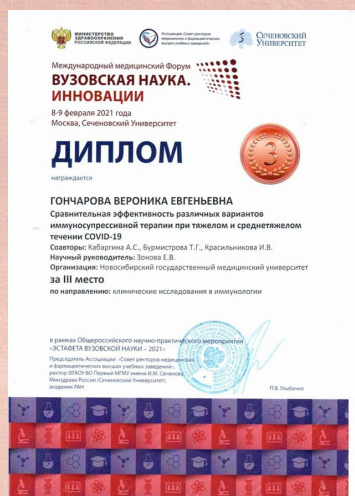 МИНИСТЕРСТВО
ЗДРАВООХРАНЕНИЯ
РОССИЙСКОЙ ФЕДЕРАЦИИ
Ассоциация «Совет ректоров
медицинских и фармацевтических
высших учебных заведений»
СЕЧЕНОВСКИЙ
УНИВЕРСИТЕТ
Международный медицинский Форум
ВУЗОВСКАЯ НАУКА.
ИННОВАЦИИ
8-9 февраля 2021 года
Москва, Сеченовский Университет
ДИПЛОМ
3
награждается
ГОНЧАРОВА ВЕРОНИКА ЕВГЕНЬЕВНА
Сравнительная эффективность различных вариантов
иммуносупрессивной терапии при тяжелом и среднетяжелом
течении COVID-19
Соавторы: Кабаргина А.С., Бурмистрова Т.Г., Красильникова И.В.
Научный руководитель: Зонова Е.В.
Организация: Новосибирский государственный медицинский университет
за III место
по направлению: клинические исследования в иммунологии
в рамках Общероссийского научно-практического мероприятия
«ЭСТАФЕТА ВУЗОВСКОЙ НАУКИ – 2021»
Председатель Ассоциации «Совет ректоров медицинских
и фармацевтических высших учебных заведений»,
ректор ФГАОУ ВО Первый МГМУ имени И.М. Сеченова
Минздрава России (Сеченовский Университет),
академик РАН
П.В. Глыбочко